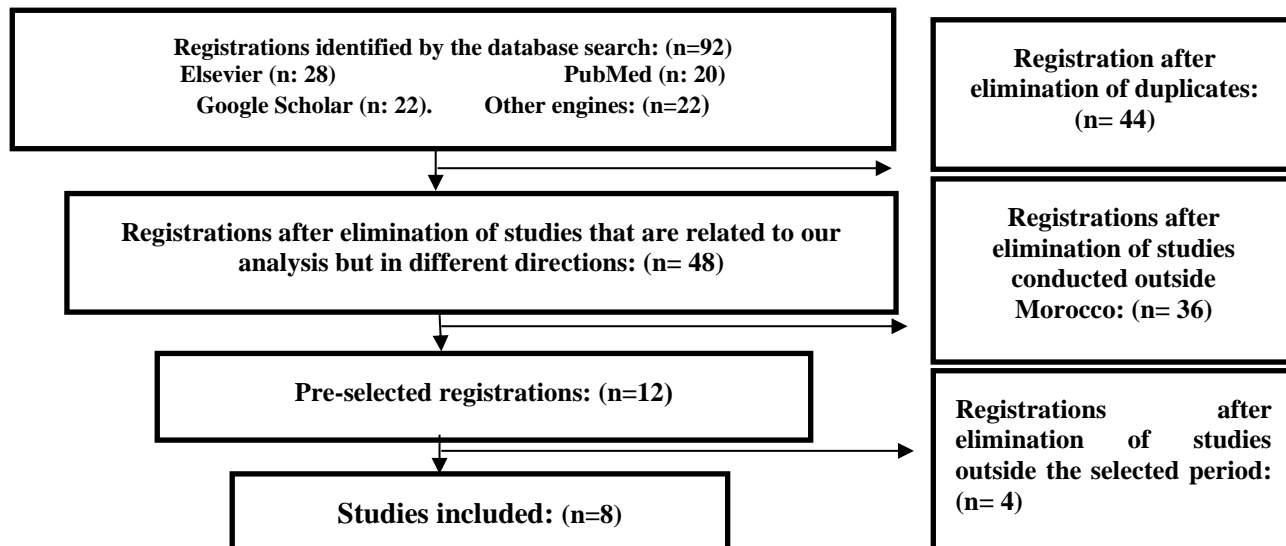 Registrations identified by the database search: (n=92)
Elsevier (n: 28) PubMed (n: 20)
Google Scholar (n: 22). Other engines: (n=22)
Registration after
elimination of duplicates:
(n= 44)
Registrations after elimination of studies that are related to our
analysis but in different directions: (n= 48)
Registrations after
elimination of studies
conducted outside
Morocco: (n= 36)
Pre-selected registrations: (n=12)
Registrations after
elimination of studies
outside the selected period:
(n= 4)
Studies included: (n=8)